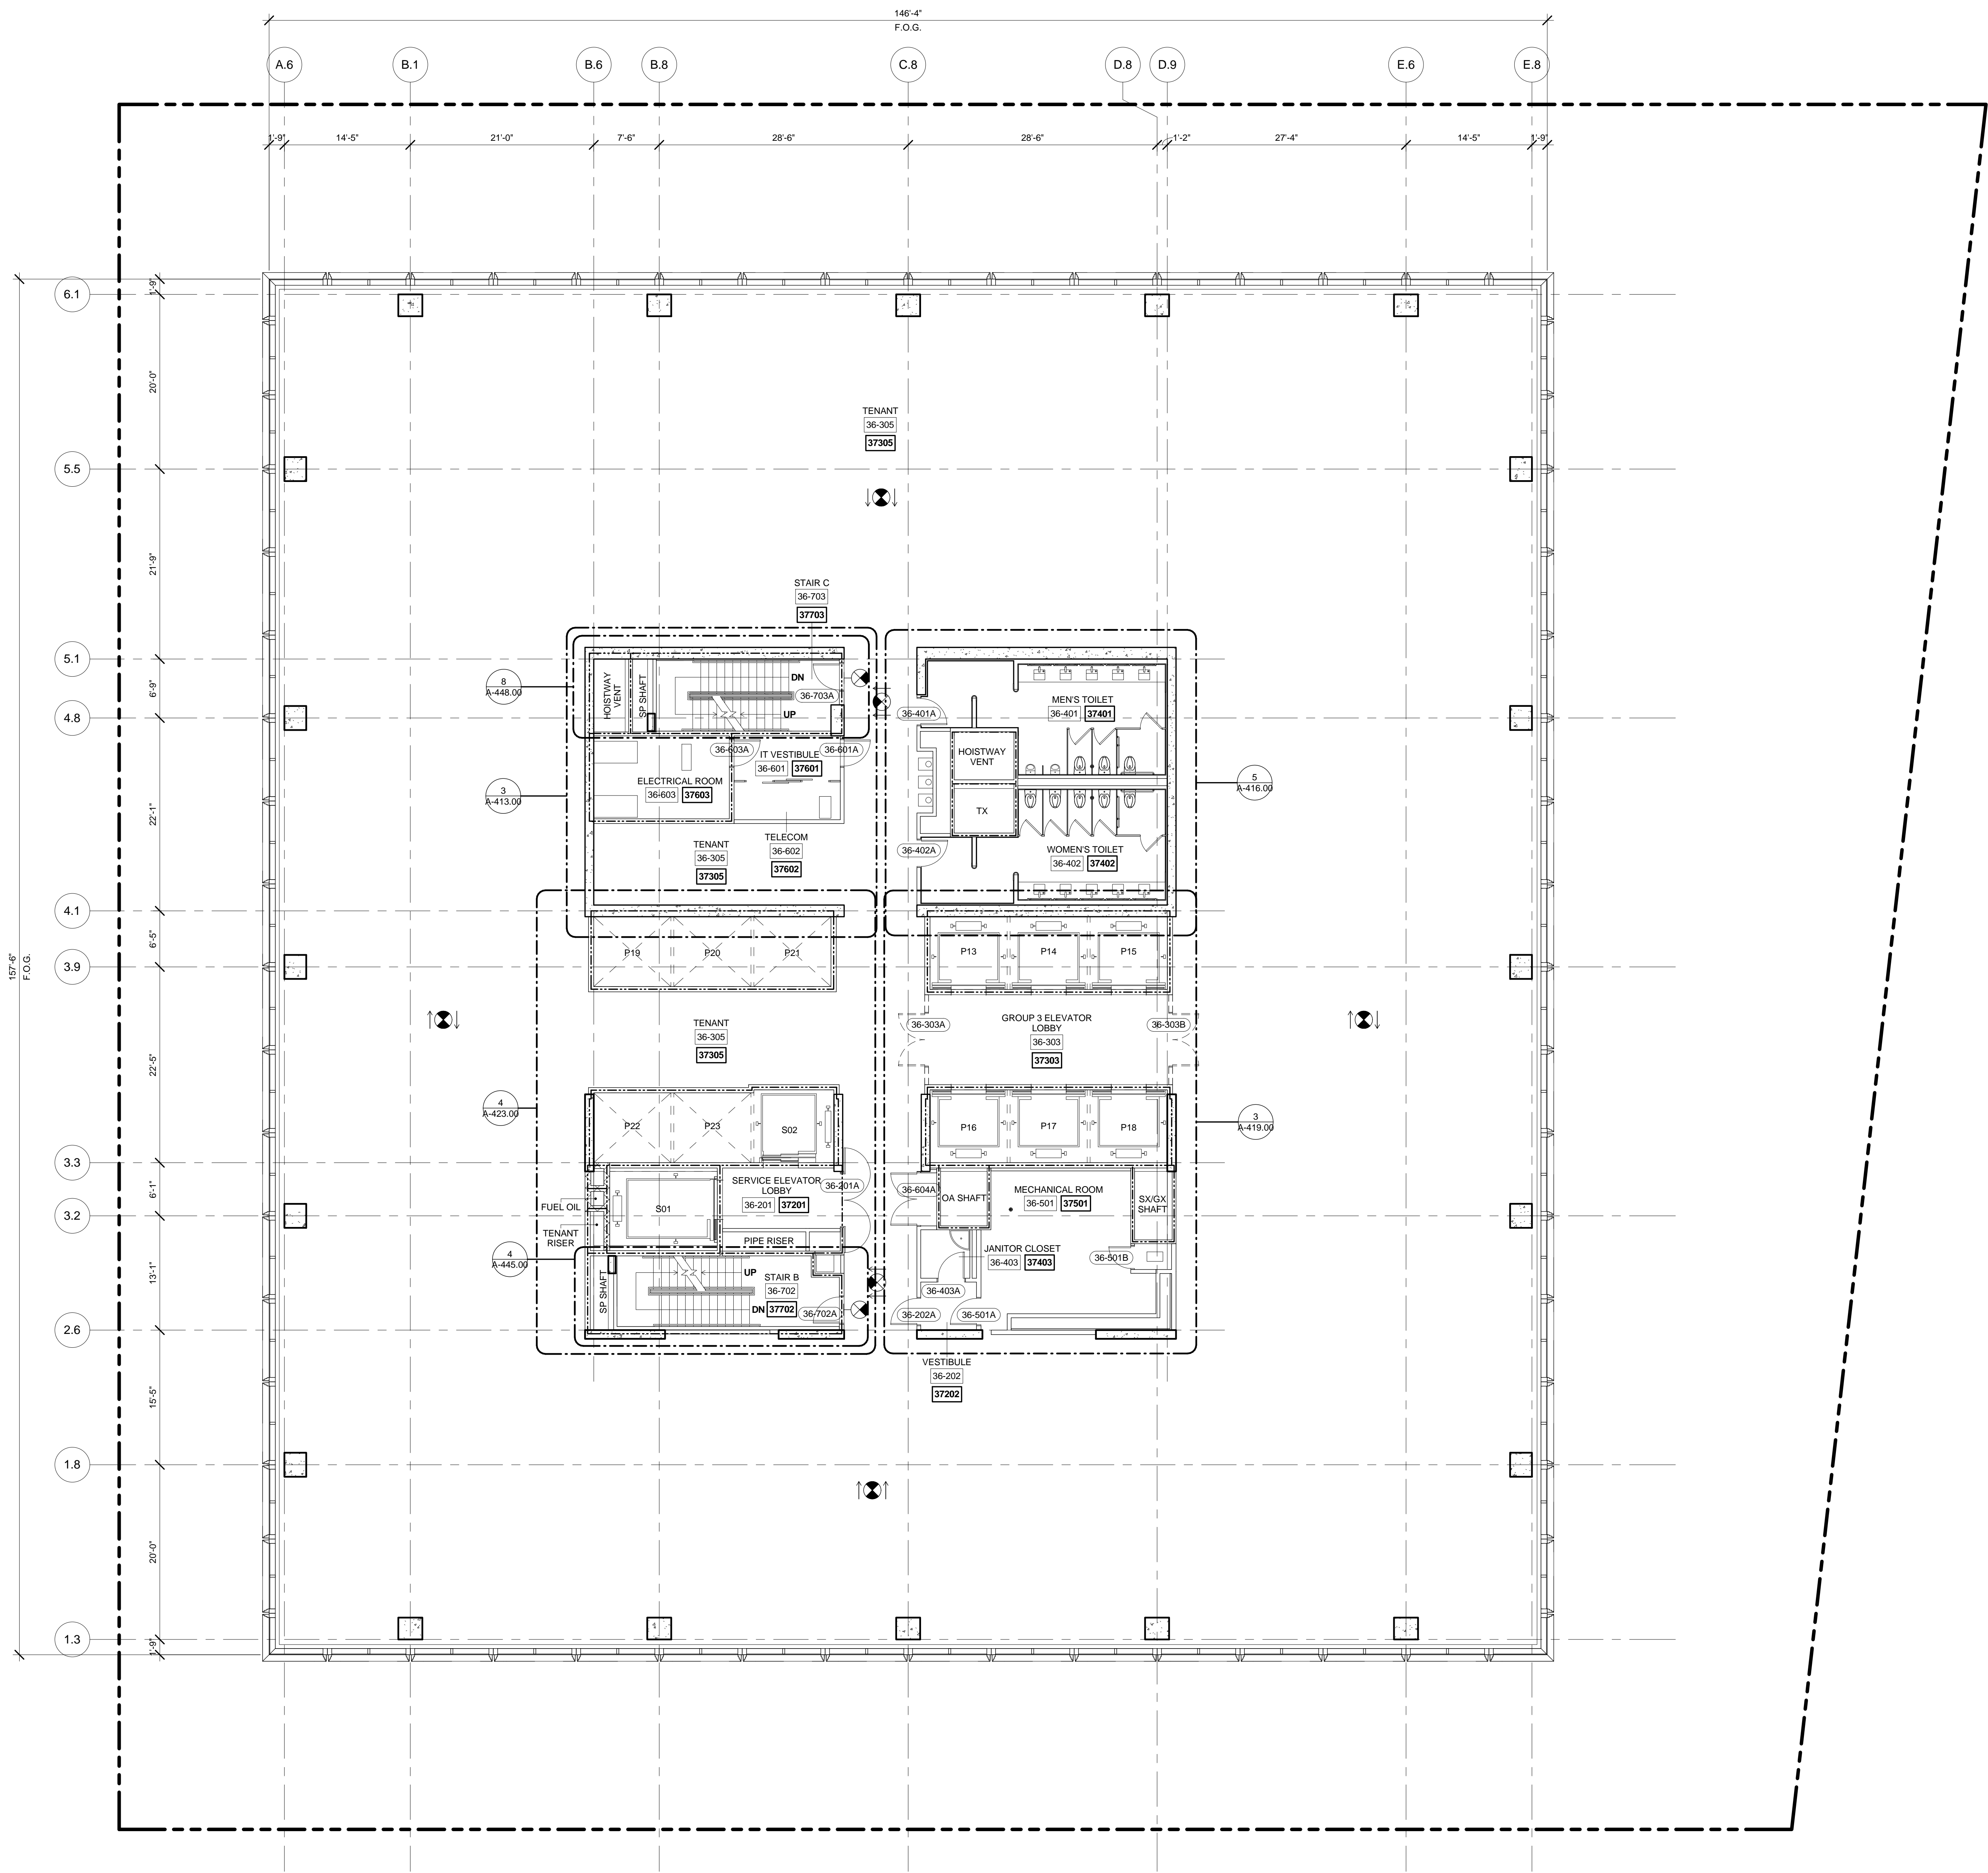 146'-4"
F.O.G.
A.6
B.1
B.6
B.8
C.8
D.8
D.9
E.6
E.8
1'-9"
14'-5"
21'-0"
7'-6"
28'-6"
28'-6"
1'-2"
27'-4"
14'-5"
1'-9"
157'-6"
F.O.G.
6.1
5.5
5.1
4.8
4.1
3.9
3.3
3.2
2.6
1.8
1.3
1'-9"
20'-0"
21'-9"
6'-9"
22'-1"
6'-5"
22'-5"
6'-1"
13'-1"
15'-5"
20'-0"
1'-9"
TENANT
36-305
37305
STAIR C
36-703
37703
8
A-448.00
HOISTWAY
VENT
SP SHAFT
DN
36-703A
UP
36-603A
36-601A
IT VESTIBULE
36-601 37601
3
A-413.00
ELECTRICAL ROOM
36-603 37603
TELECOM
36-602
37602
TENANT
36-305
37305
36-401A
MEN'S TOILET
36-401 37401
HOISTWAY
VENT
TX
5
A-416.00
36-402A
WOMEN'S TOILET
36-402 37402
P19
P20
P21
P13
P14
P15
TENANT
36-305
37305
36-303A
GROUP 3 ELEVATOR
LOBBY
36-303
37303
36-303B
4
A-423.00
P22
P23
S02
P16
P17
P18
3
A-419.00
SERVICE ELEVATOR
LOBBY
36-201 37201
36-201A
S01
FUEL OIL
TENANT
RISER
PIPE RISER
4
A-445.00
SP SHAFT
UP
STAIR B
36-702
DN 37702
36-702A
36-604A
OA SHAFT
MECHANICAL ROOM
36-501 37501
SX/GX
SHAFT
JANITOR CLOSET
36-403 37403
36-501B
36-403A
36-202A
36-501A
VESTIBULE
36-202
37202